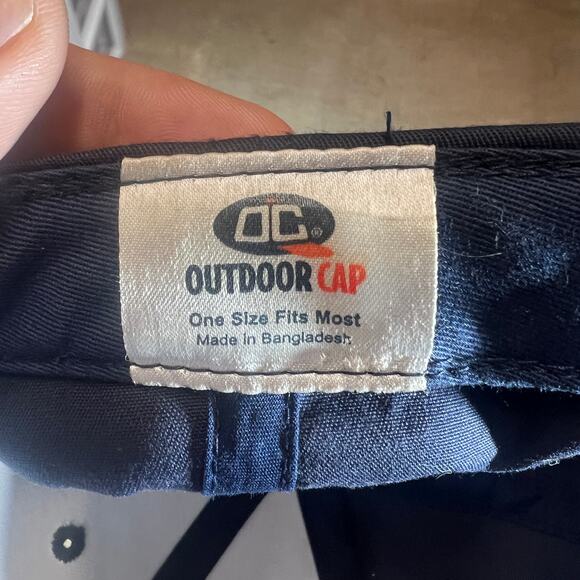 OC®
OUTDOOR CAP
One Size Fits Most
Made in Bangladesh